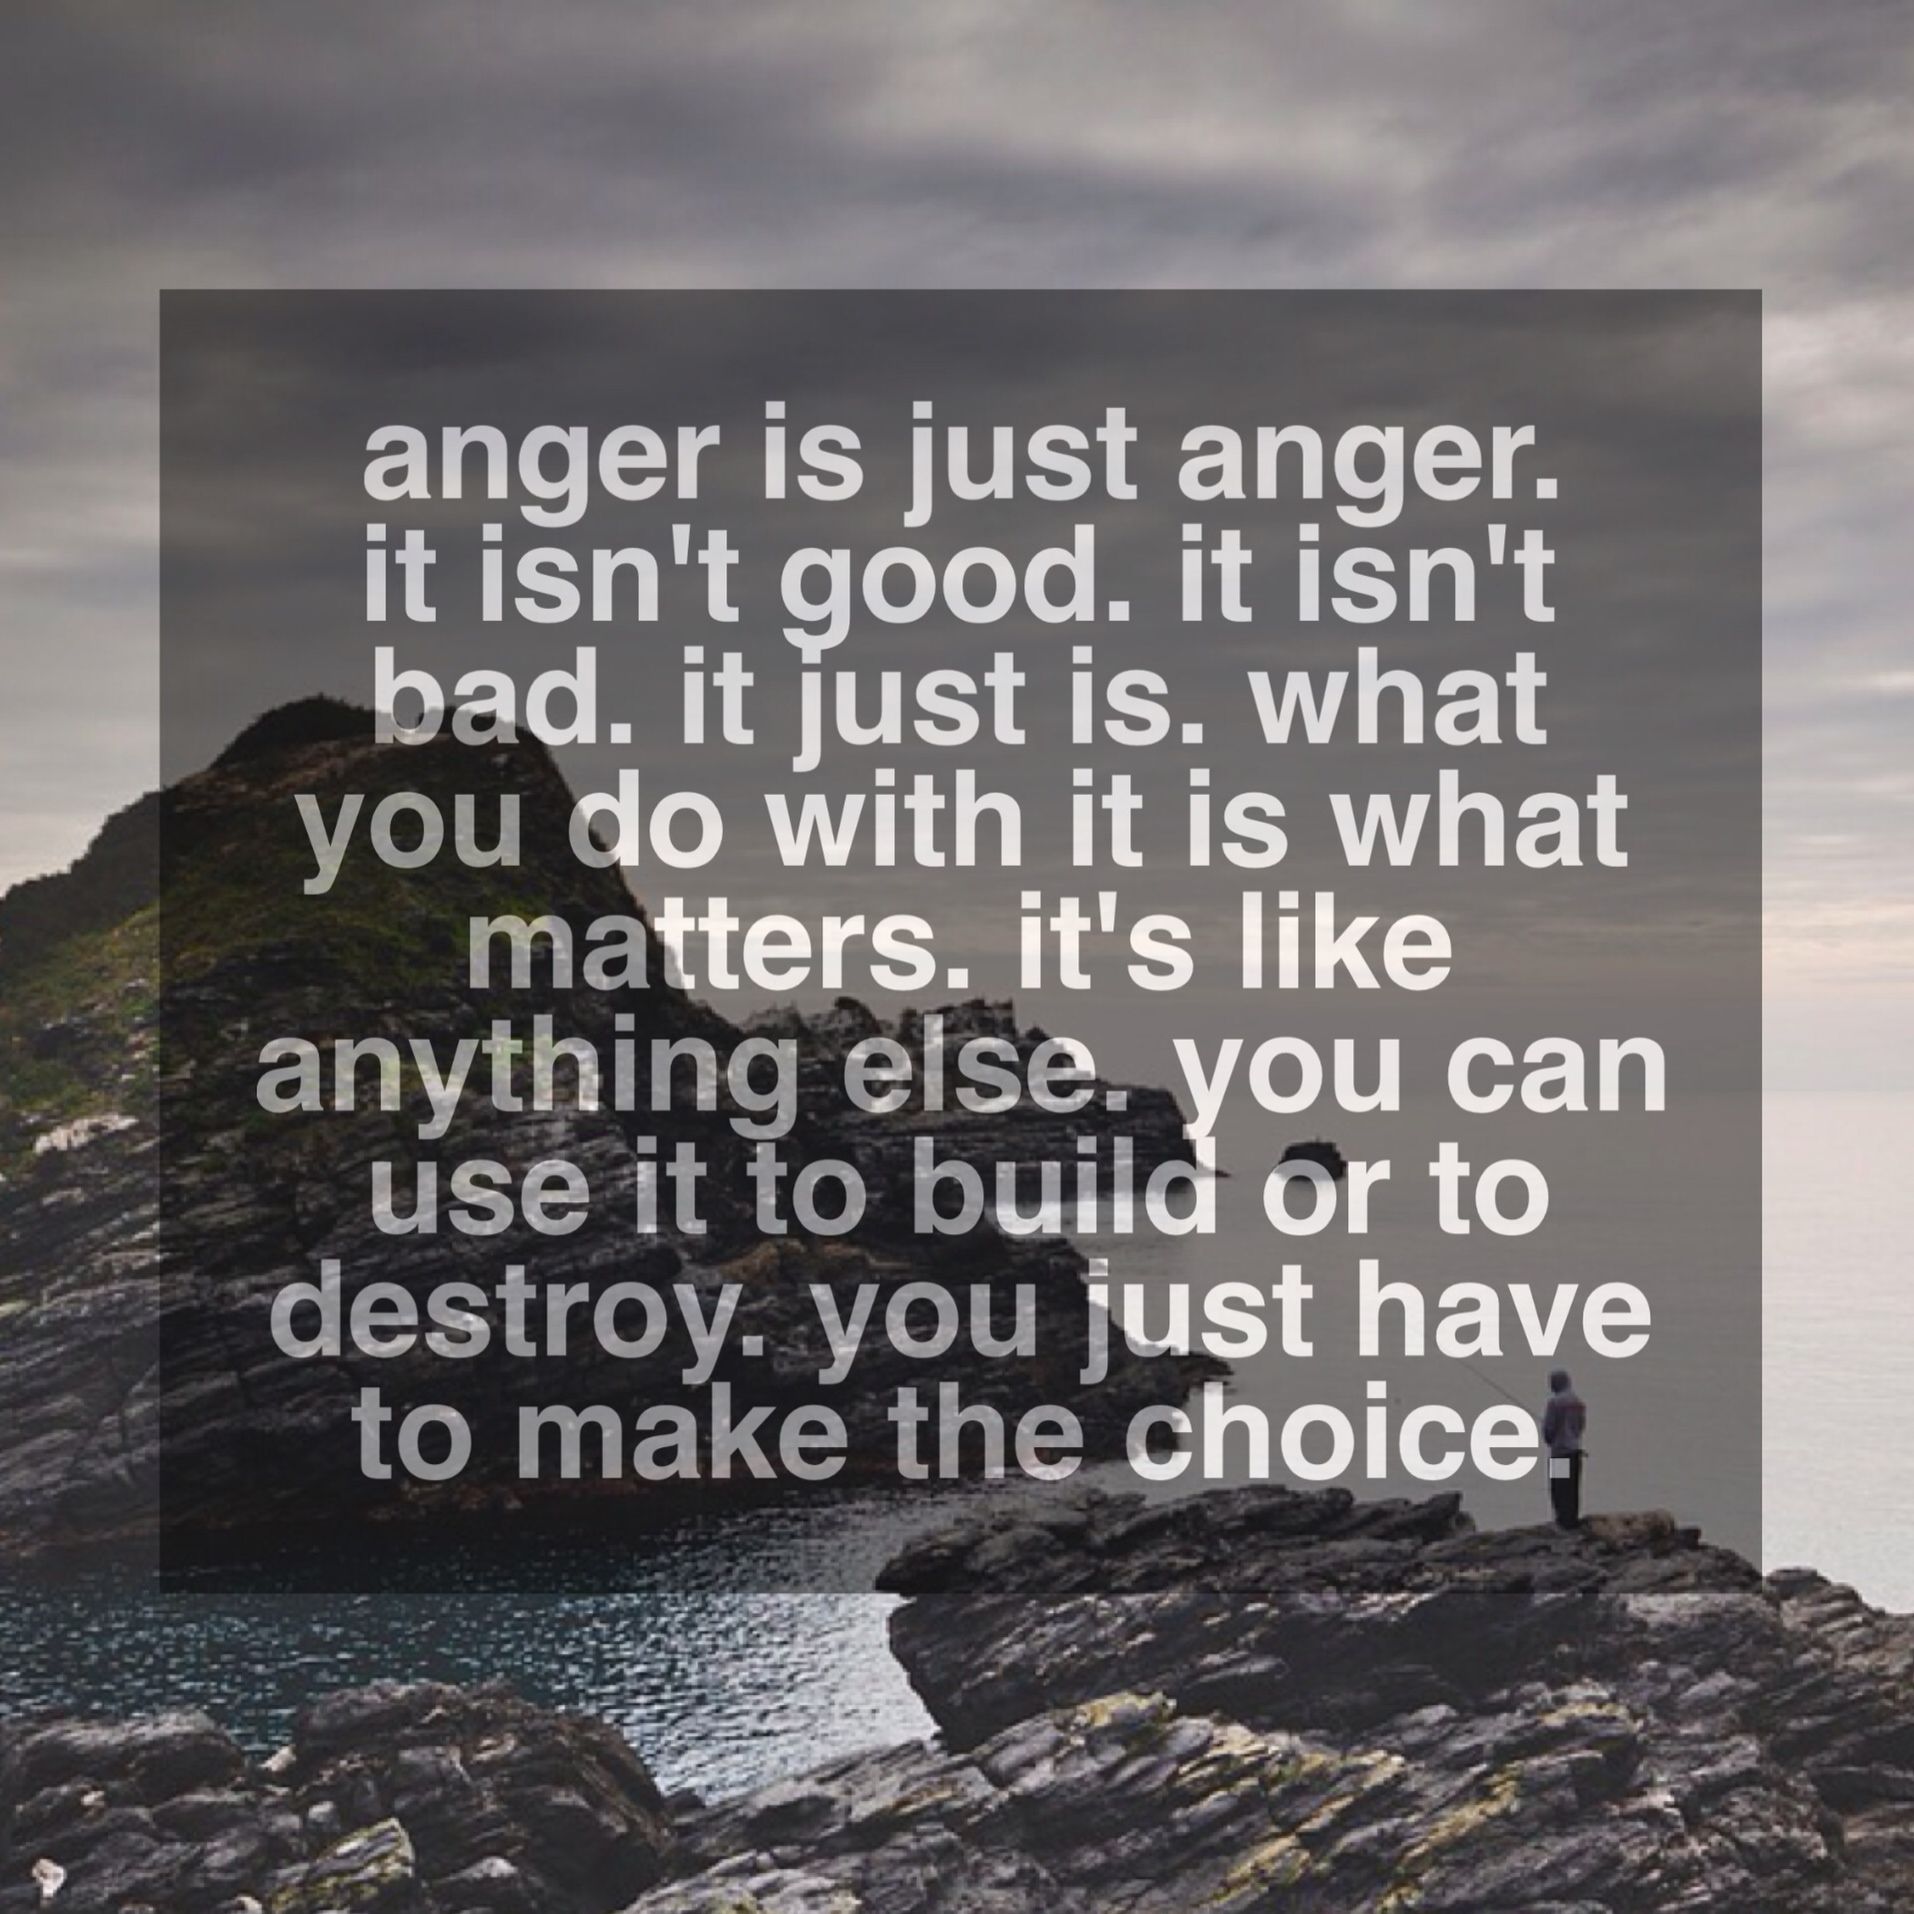 anger is just anger.
it isn't good. it isn't
bad. it just is. what
you do with it is what
matters. it's like
anything else. you can
use it to build or to
destroy. you just have
to make the choice.